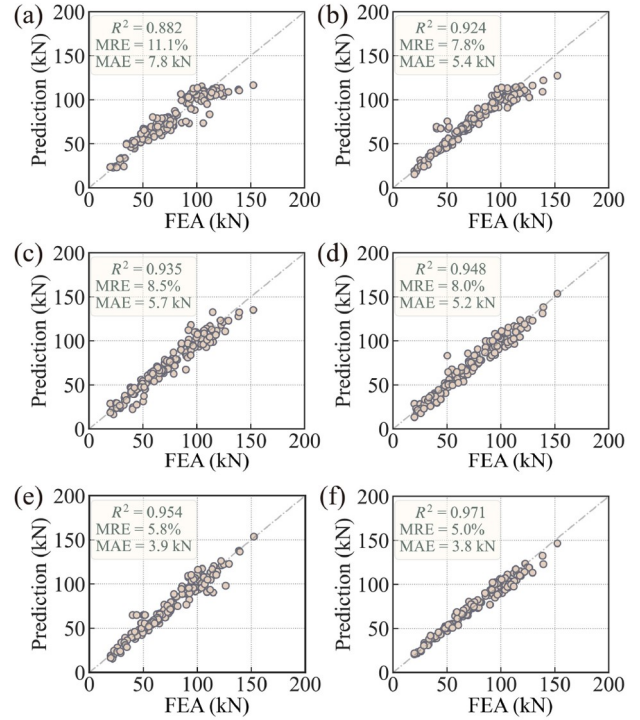 (a)
R² = 0.882
MRE = 11.1%
MAE = 7.8 kN
200
150
100
50
0
0 50 100 150 200
Prediction (kN)
FEA (kN)
(b)
R² = 0.924
MRE = 7.8%
MAE = 5.4 kN
200
150
100
50
0
0 50 100 150 200
Prediction (kN)
FEA (kN)
(c)
R² = 0.935
MRE = 8.5%
MAE = 5.7 kN
200
150
100
50
0
0 50 100 150 200
Prediction (kN)
FEA (kN)
(d)
R² = 0.948
MRE = 8.0%
MAE = 5.2 kN
200
150
100
50
0
0 50 100 150 200
Prediction (kN)
FEA (kN)
(e)
R² = 0.954
MRE = 5.8%
MAE = 3.9 kN
200
150
100
50
0
0 50 100 150 200
Prediction (kN)
FEA (kN)
(f)
R² = 0.971
MRE = 5.0%
MAE = 3.8 kN
200
150
100
50
0
0 50 100 150 200
Prediction (kN)
FEA (kN)